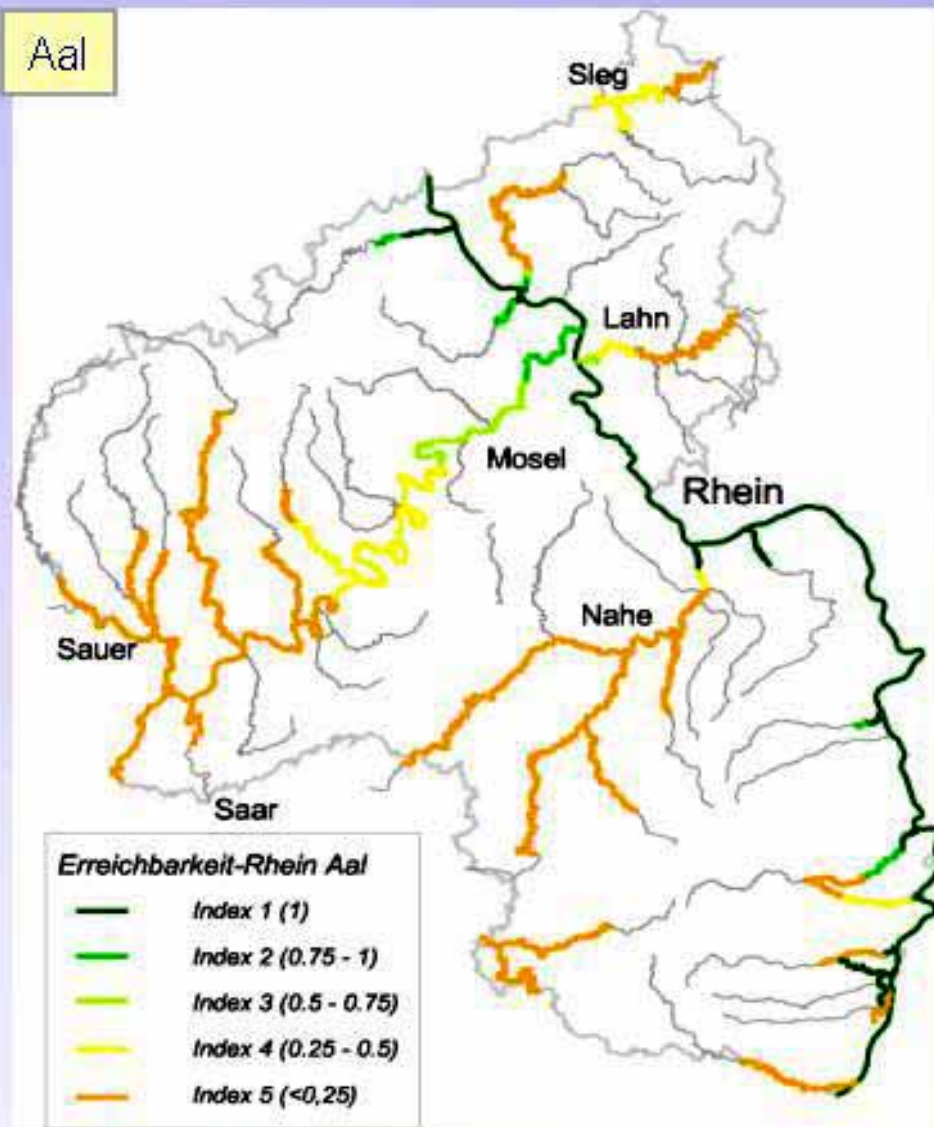 Aal
Sieg
Lahn
Mosel
Rhein
Nahe
Sauer
Saar
Erreichbarkeit-Rhein Aal
Index 1 (1)
Index 2 (0.75 - 1)
Index 3 (0.5 - 0.75)
Index 4 (0.25 - 0.5)
Index 5 (<0,25)